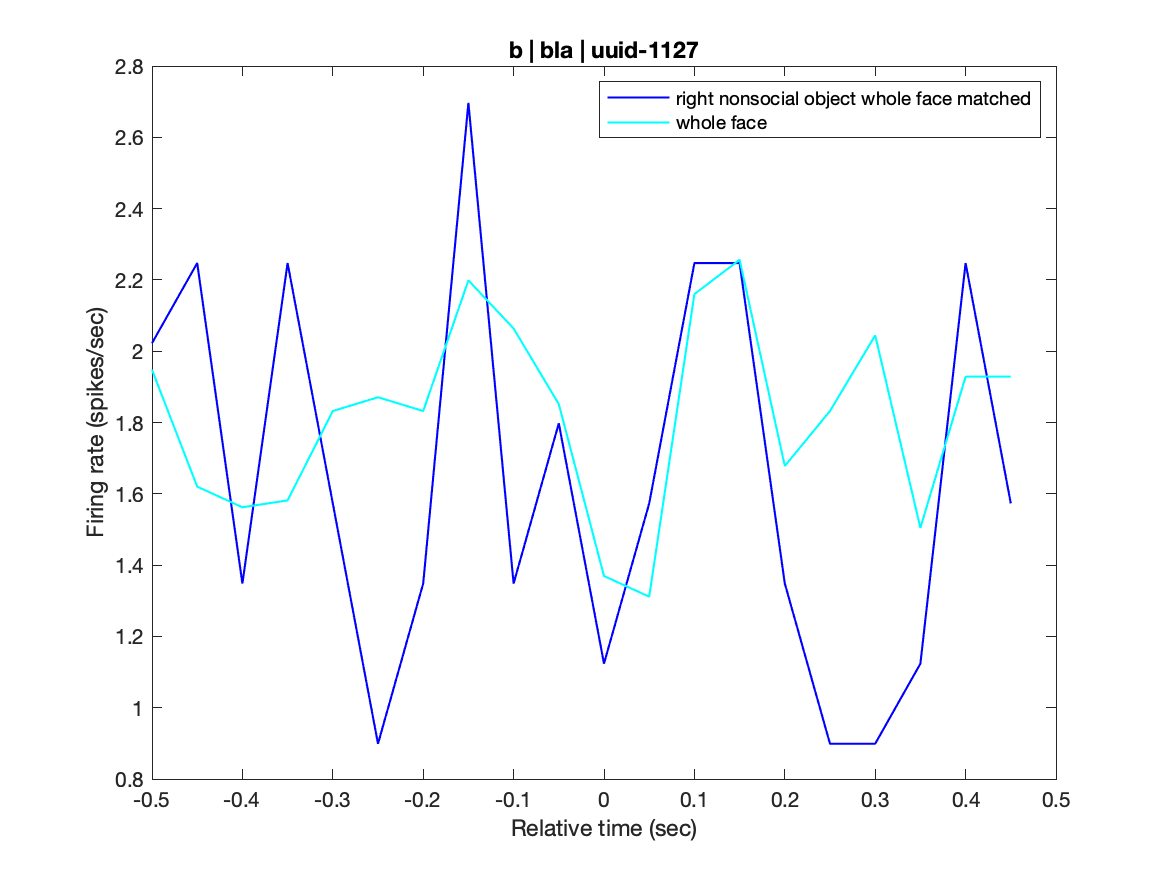 b | bla | uuid-1127
right nonsocial object whole face matched
whole face
Firing rate (spikes/sec)
2.8
2.6
2.4
2.2
2
1.8
1.6
1.4
1.2
1
0.8
-0.5 -0.4 -0.3 -0.2 -0.1 0 0.1 0.2 0.3 0.4 0.5
Relative time (sec)